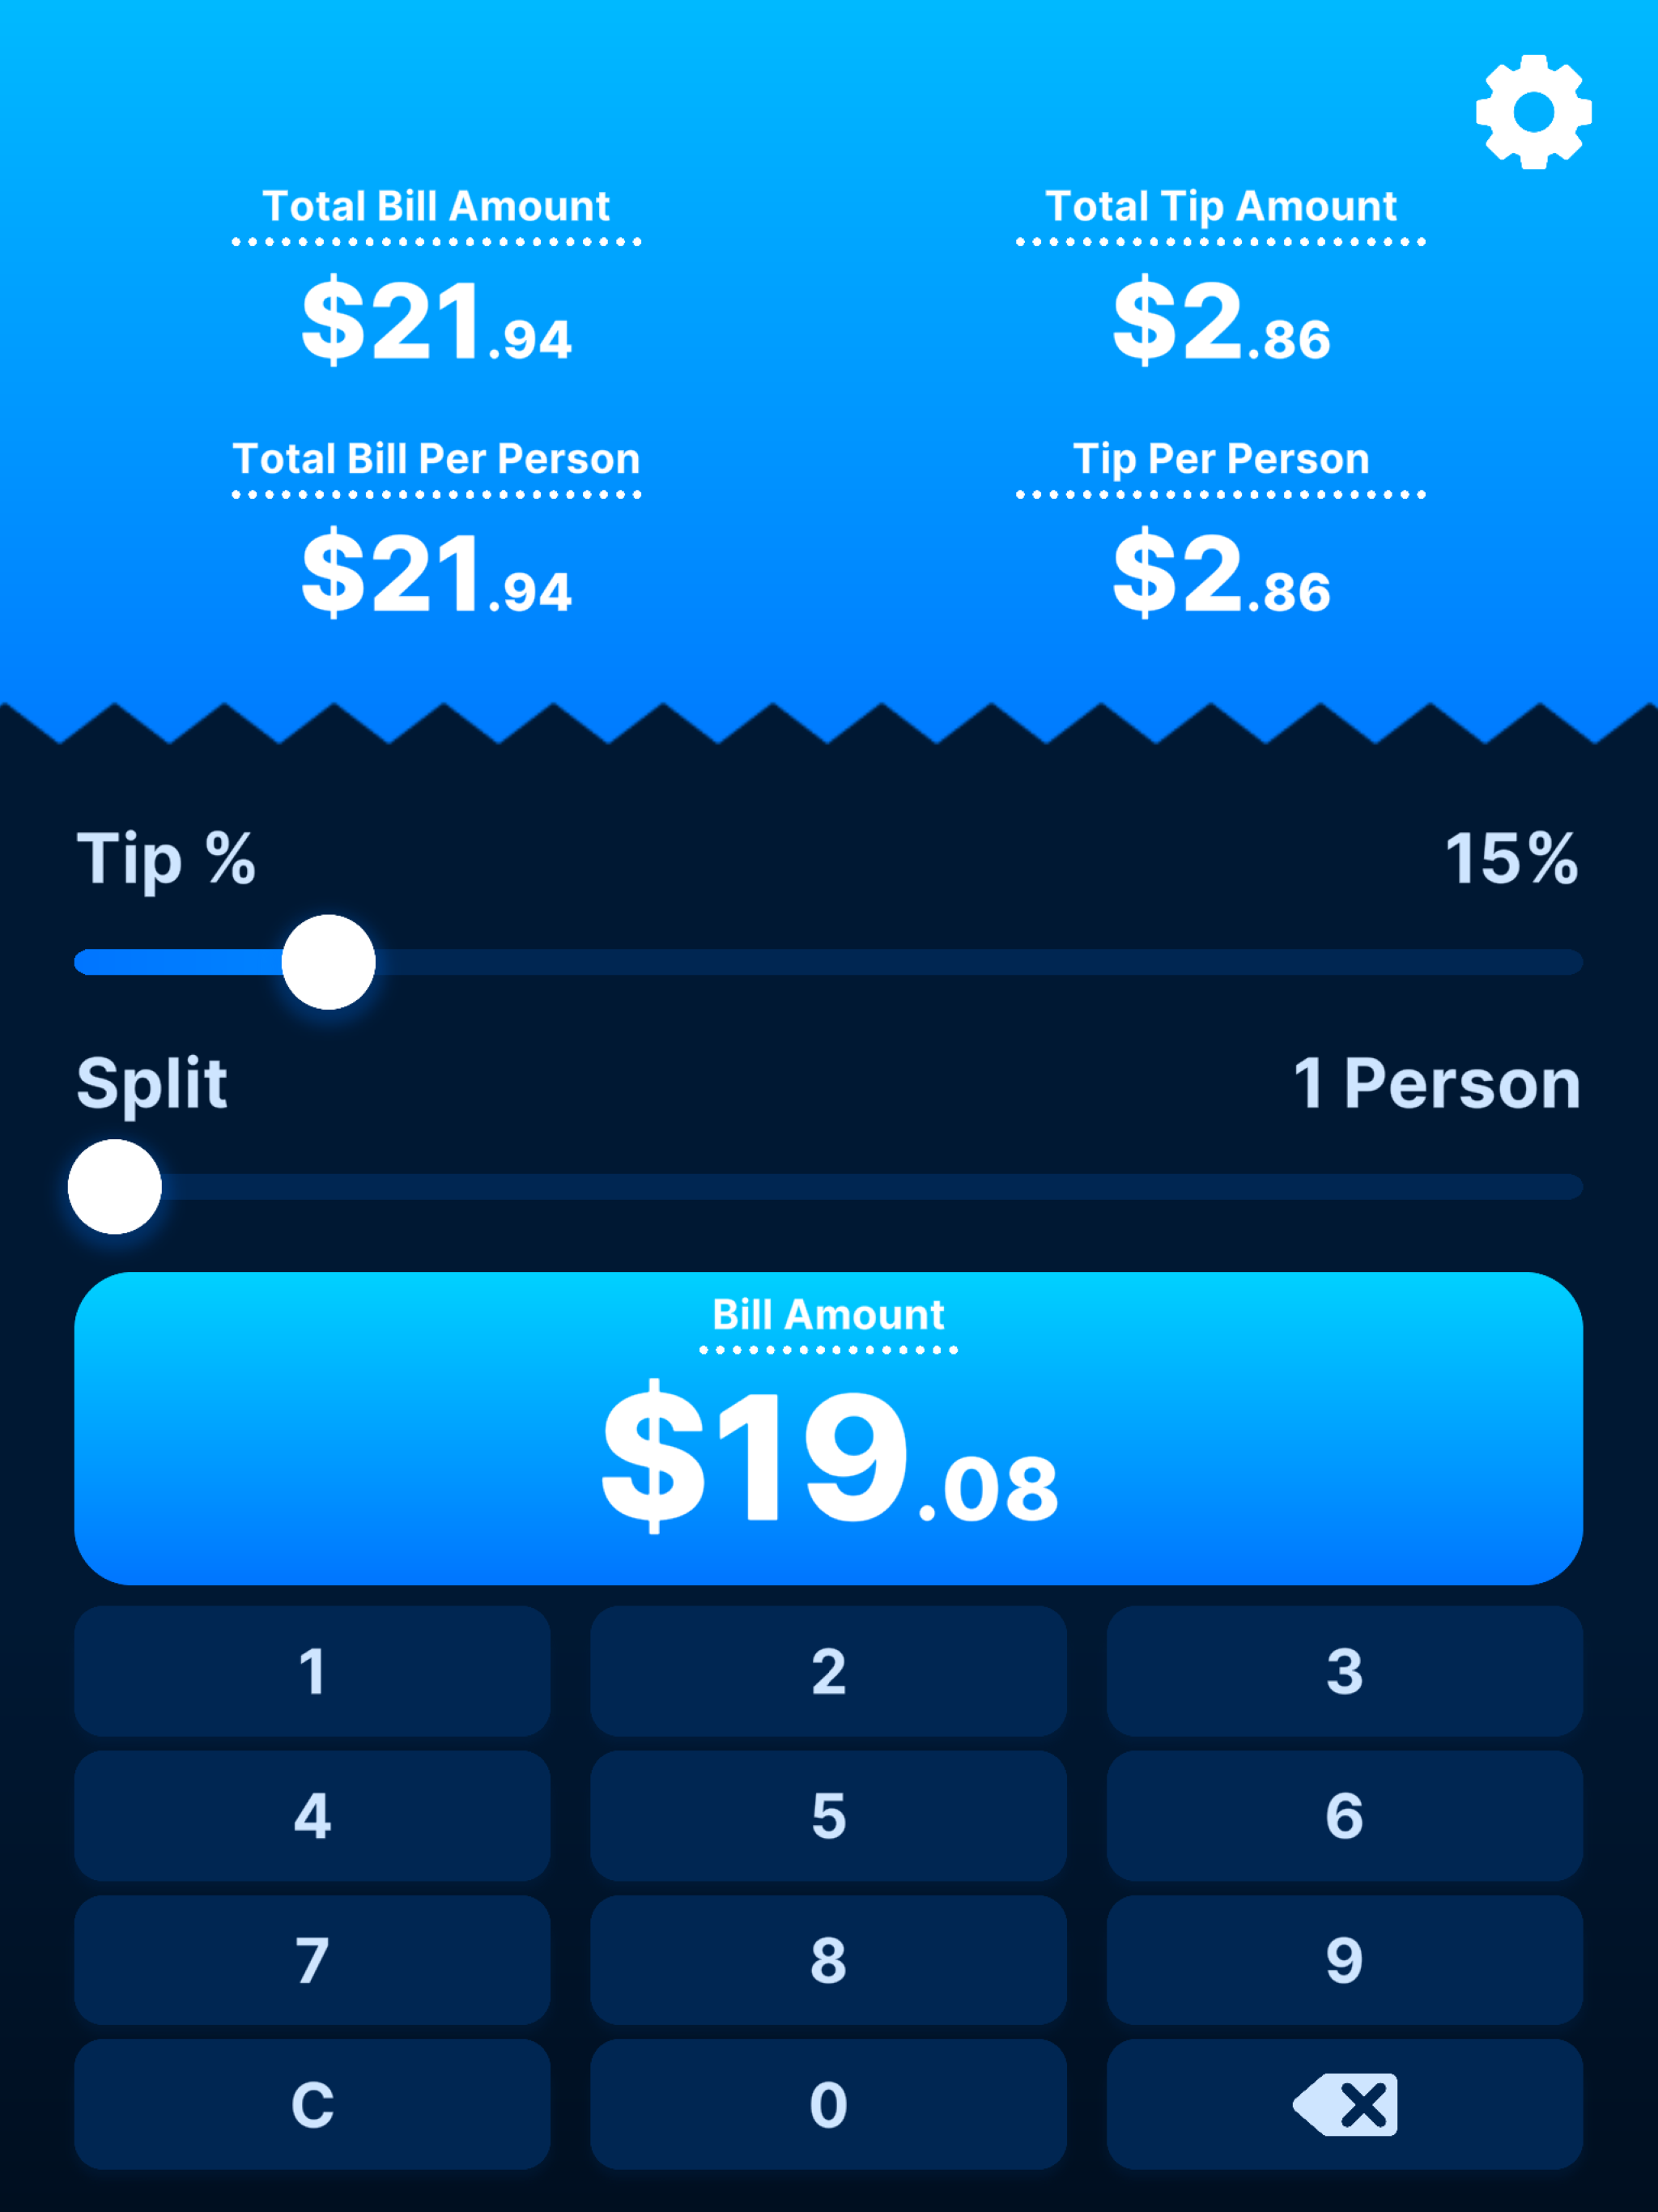 Total Bill Amount
$21.94
Total Tip Amount
$2.86
Total Bill Per Person
$21.94
Tip Per Person
$2.86
Tip % 15%
Split 1 Person
Bill Amount
$19.08
1 2 3
4 5 6
7 8 9
C 0